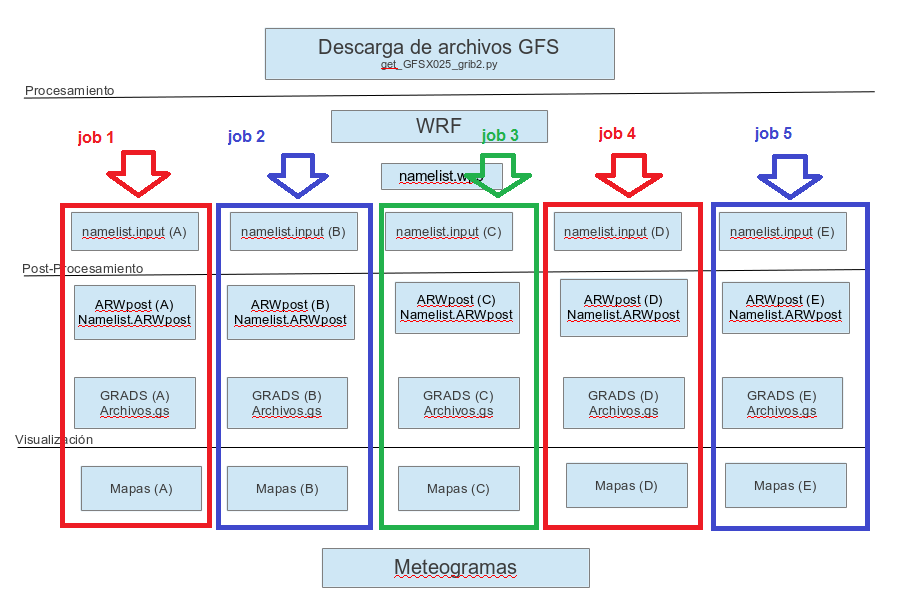 Descarga de archivos GFS
get_GFSX025_grib2.py
Procesamiento
WRF
job 1
job 2
job 3
job 4
job 5
namelist.wps
namelist.input (A)
namelist.input (B)
namelist.input (C)
namelist.input (D)
namelist.input (E)
Post-Procesamiento
ARWpost (A)
Namelist.ARWpost
ARWpost (B)
Namelist.ARWpost
ARWpost (C)
Namelist.ARWpost
ARWpost (D)
Namelist.ARWpost
ARWpost (E)
Namelist.ARWpost
GRADS (A)
Archivos.gs
GRADS (B)
Archivos.gs
GRADS (C)
Archivos.gs
GRADS (D)
Archivos.gs
GRADS (E)
Archivos.gs
Visualización
Mapas (A)
Mapas (B)
Mapas (C)
Mapas (D)
Mapas (E)
Meteogramas